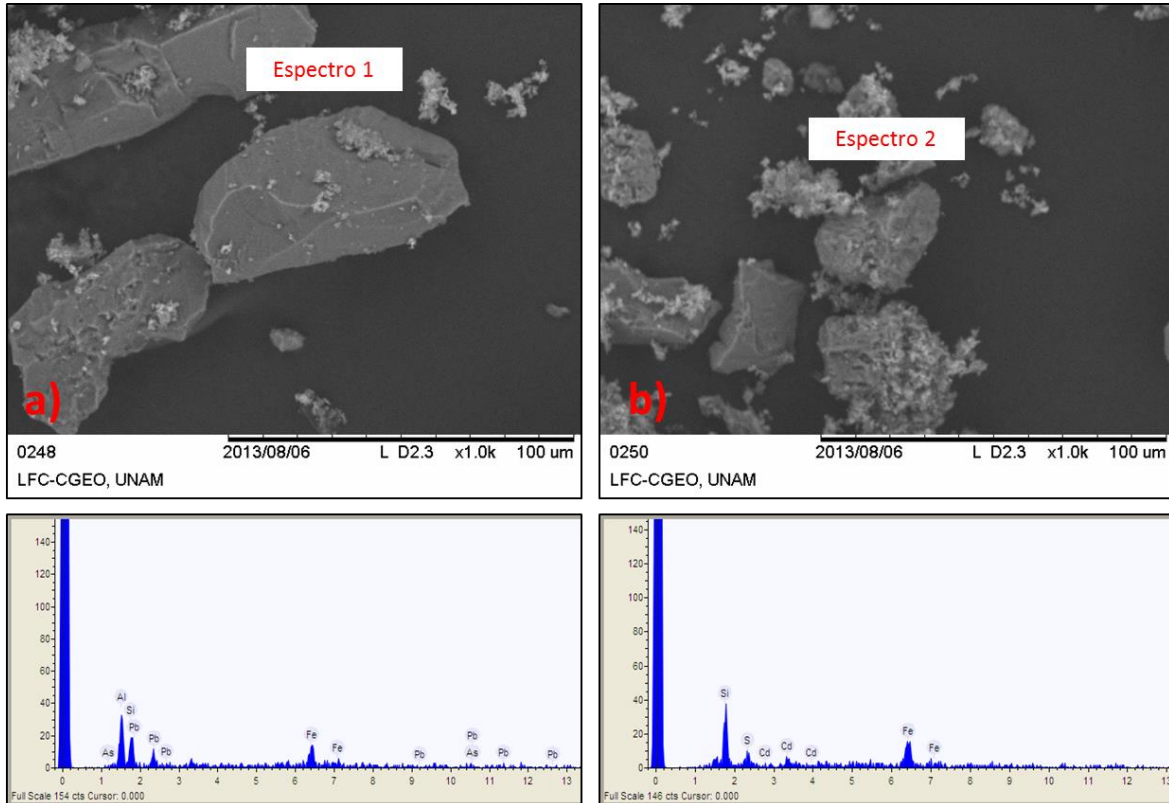 Espectro 1
a)
0248 2013/08/06 L D2.3 x1.0k 100 um
LFC-CGEO, UNAM
Espectro 2
b)
0250 2013/08/06 L D2.3 x1.0k 100 um
LFC-CGEO, UNAM
140
120
100
80
60
40
20
0
Al
Si
Pb
As
Pb
Pb
Fe
Fe
Pb
Pb
As
Pb
Pb
0 1 2 3 4 5 6 7 8 9 10 11 12 13
Full Scale 154 cts Cursor: 0.000
140
120
100
80
60
40
20
0
Si
S
Cd
Cd
Cd
Fe
Fe
0 1 2 3 4 5 6 7 8 9 10 11 12 13
Full Scale 146 cts Cursor: 0.000